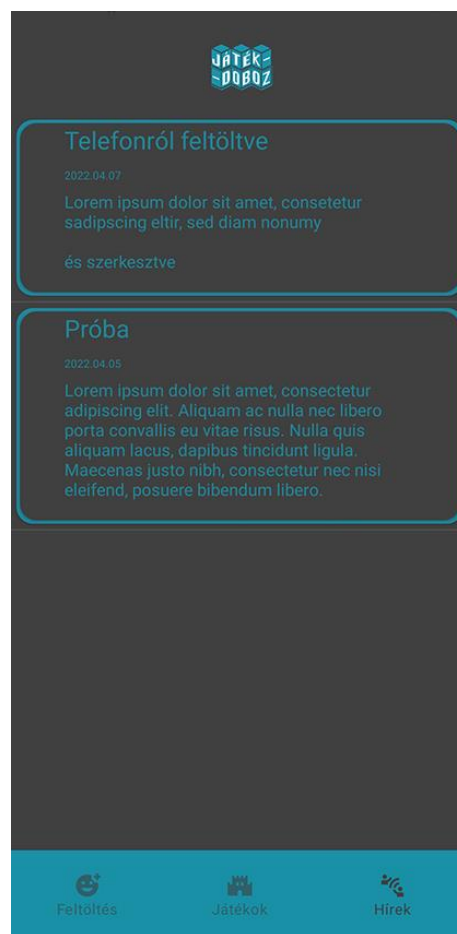 JÁTÉK-
-DOBOZ
Telefonról feltöltve
2022.04.07
Lorem ipsum dolor sit amet, consetetur
sadipscing eltir, sed diam nonumy
és szerkesztve
Próba
2022.04.05
Lorem ipsum dolor sit amet, consectetur
adipiscing elit. Aliquam ac nulla nec libero
porta convallis eu vitae risus. Nulla quis
aliquam lacus, dapibus tincidunt ligula.
Maecenas justo nibh, consectetur nec nisi
eleifend, posuere bibendum libero.
Feltöltés
Játékok
Hírek